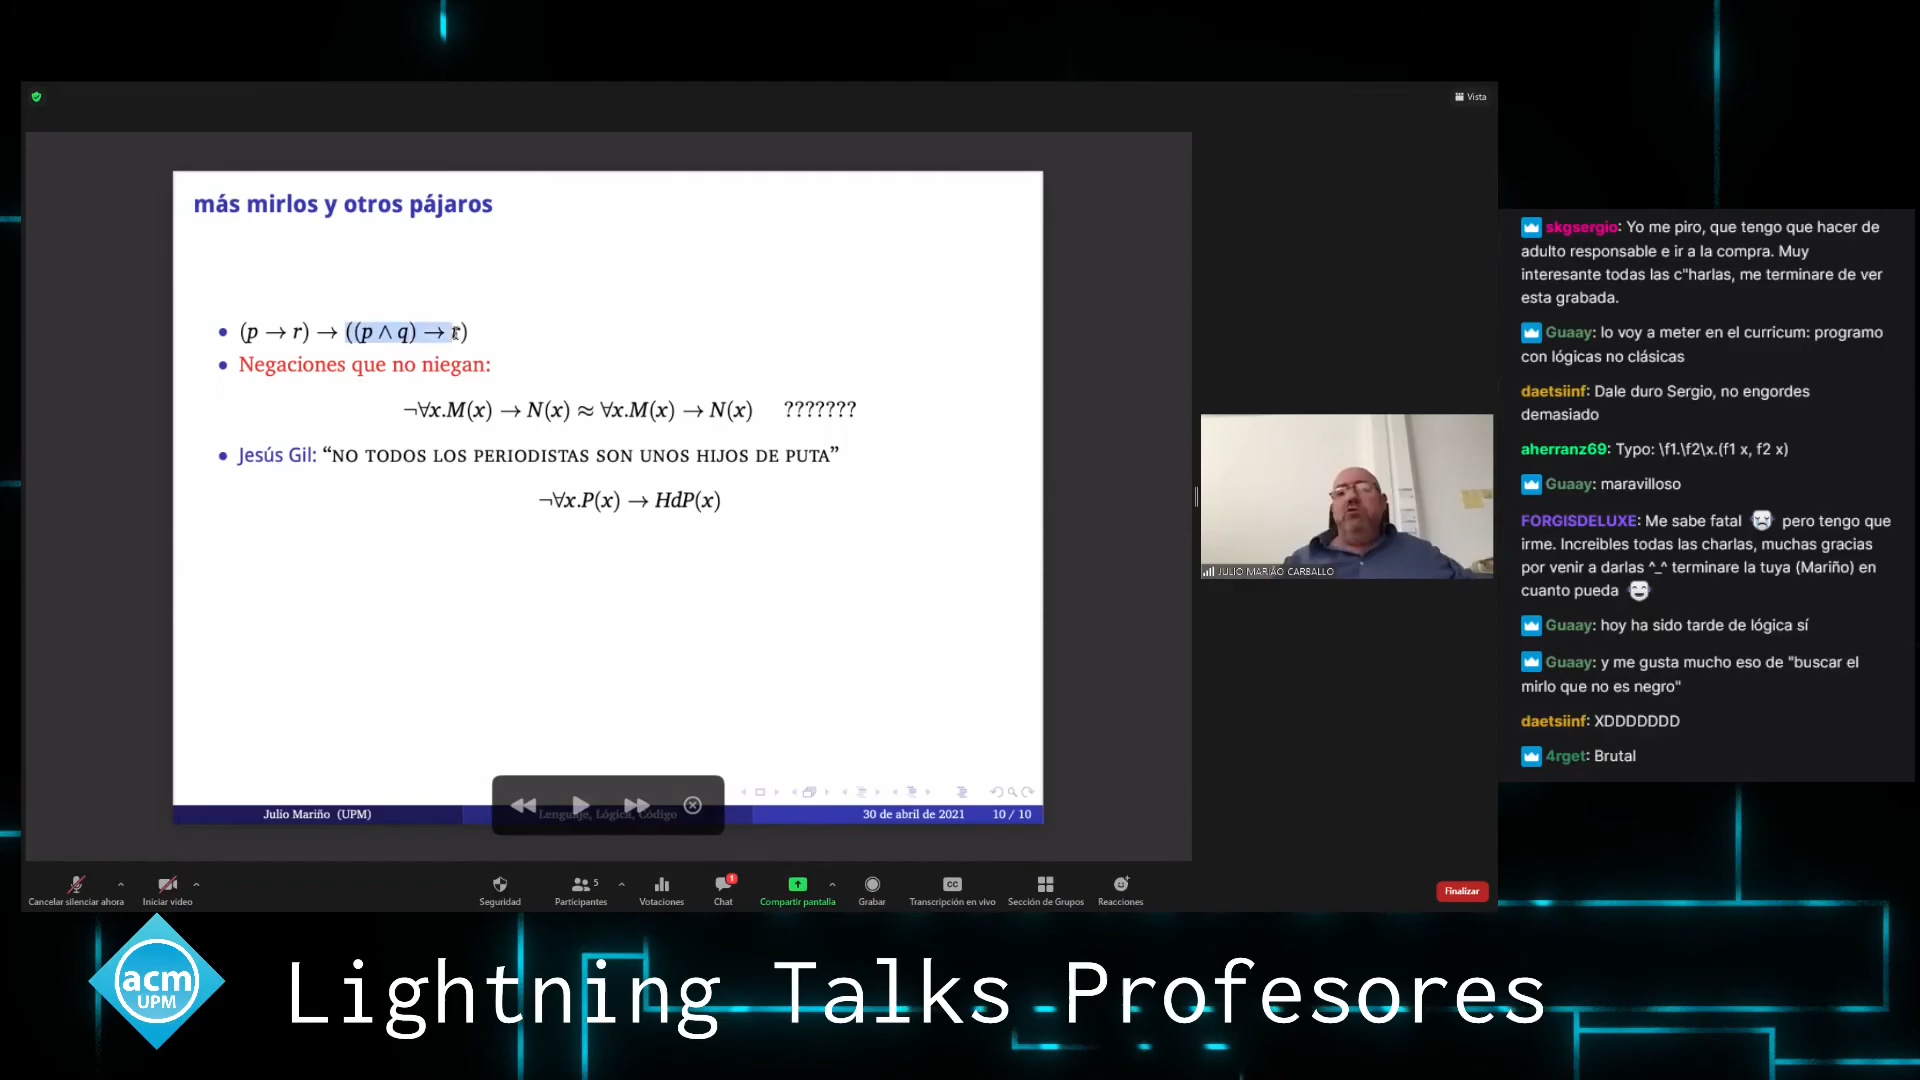 Vista
más mirlos y otros pájaros
(p → r) → ((p ∧ q) → r)
Negaciones que no niegan:
¬∀x.M(x) → N(x) ≈ ∀x.M(x) → N(x) ???????
Jesús Gil: “NO TODOS LOS PERIODISTAS SON UNOS HIJOS DE PUTA”
¬∀x.P(x) → HdP(x)
Julio Mariño (UPM)
Lenguaje, Lógica, Código
30 de abril de 2021
10 / 10
JULIO MARIÃO CARBALLO
skgsergio: Yo me piro, que tengo que hacer de
adulto responsable e ir a la compra. Muy
interesante todas las c"harlas, me terminare de ver
esta grabada.
Guaay: lo voy a meter en el curricum: programo
con lógicas no clásicas
daetsiinf: Dale duro Sergio, no engordes
demasiado
aherranz69: Typo: \f1.\f2\x.(f1 x, f2 x)
Guaay: maravilloso
FORGISDELUXE: Me sabe fatal pero tengo que
irme. Increibles todas las charlas, muchas gracias
por venir a darlas ^_^ terminare la tuya (Mariño) en
cuanto pueda
Guaay: hoy ha sido tarde de lógica sí
Guaay: y me gusta mucho eso de "buscar el
mirlo que no es negro"
daetsiinf: XDDDDDDD
4rget: Brutal
Cancelar silenciar ahora
Iniciar video
Seguridad
5
Participantes
Votaciones
1
Chat
Compartir pantalla
Grabar
CC
Transcripción en vivo
Sección de Grupos
Reacciones
Finalizar
acm
UPM
Lightning Talks Profesores